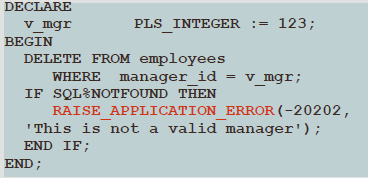 DECLARE
v_mgr PLS_INTEGER := 123;
BEGIN
DELETE FROM employees
WHERE manager_id = v_mgr;
IF SQL%NOTFOUND THEN
RAISE_APPLICATION_ERROR(-20202,
'This is not a valid manager');
END IF;
END;